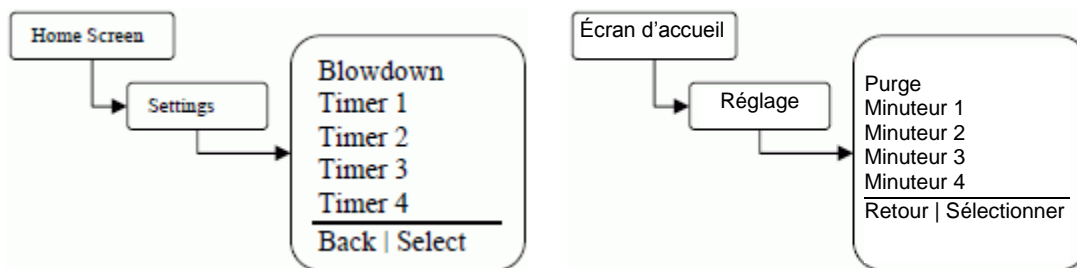 Home Screen
Settings
Blowdown
Timer 1
Timer 2
Timer 3
Timer 4
Back | Select
Écran d’accueil
Réglage
Purge
Minuteur 1
Minuteur 2
Minuteur 3
Minuteur 4
Retour | Sélectionner